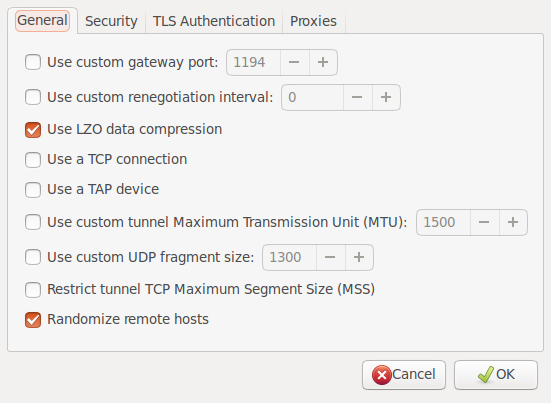 General Security TLS Authentication Proxies
Use custom gateway port: 1194
Use custom renegotiation interval: 0
Use LZO data compression
Use a TCP connection
Use a TAP device
Use custom tunnel Maximum Transmission Unit (MTU): 1500
Use custom UDP fragment size: 1300
Restrict tunnel TCP Maximum Segment Size (MSS)
Randomize remote hosts
Cancel OK